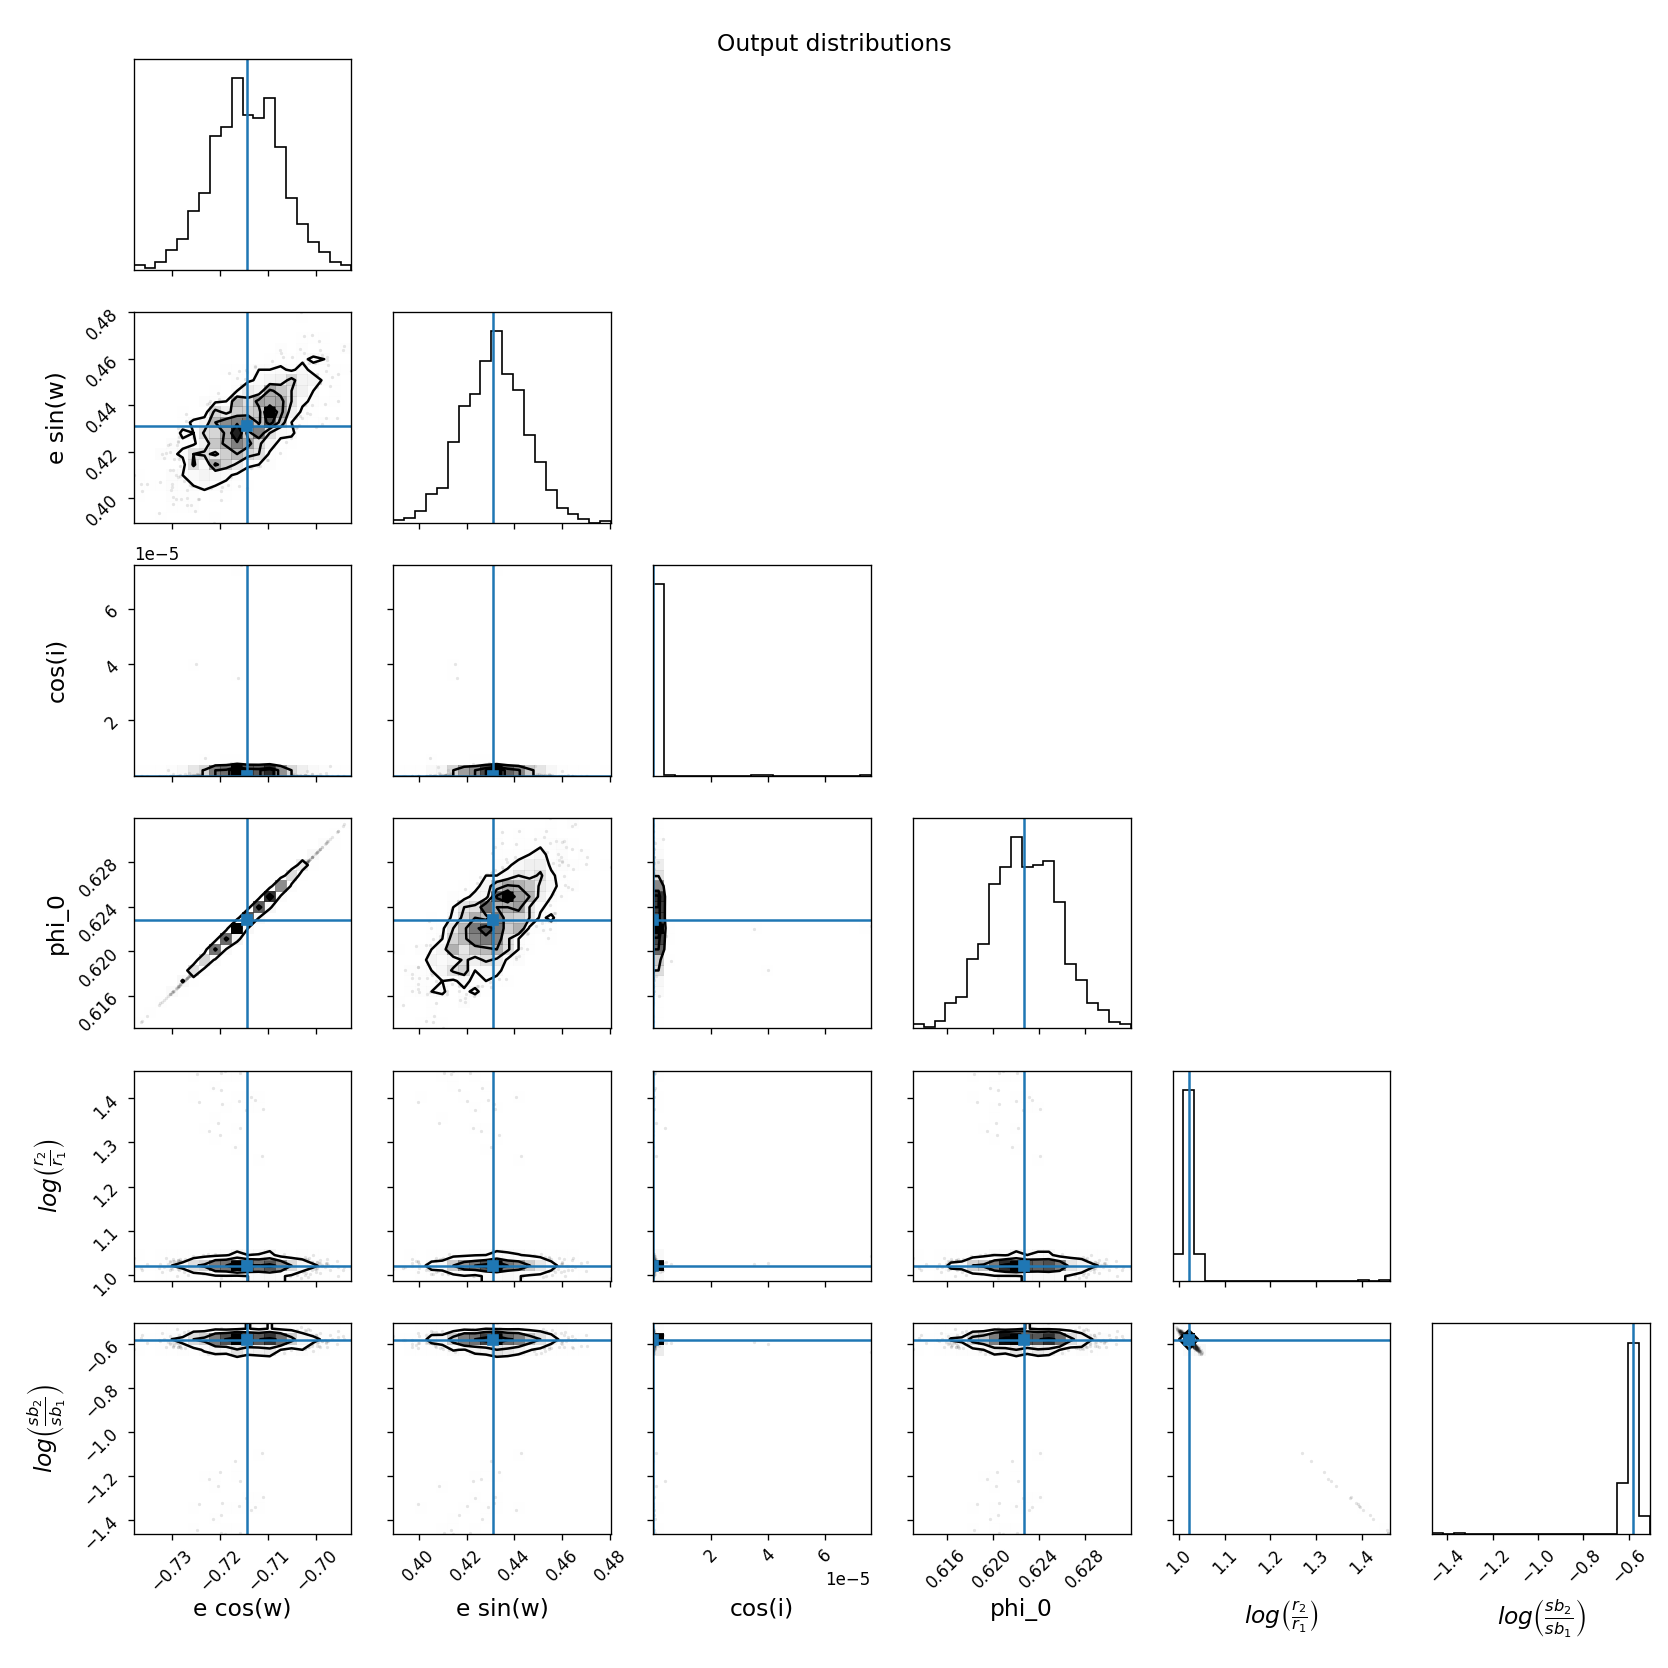 Output distributions
0.48
0.46
0.44
0.42
0.40
e sin(w)
1e−5
6
4
2
cos(i)
0.628
0.624
0.620
0.616
phi_0
1.4
1.3
1.2
1.1
1.0
log(r2/r1)
−0.6
−0.8
−1.0
−1.2
−1.4
log(sb2/sb1)
−0.73 −0.72 −0.71 −0.70
e cos(w)
0.40 0.42 0.44 0.46 0.48
e sin(w)
2 4 6
1e−5
cos(i)
0.616 0.620 0.624 0.628
phi_0
1.0 1.1 1.2 1.3 1.4
log(r2/r1)
−1.4 −1.2 −1.0 −0.8 −0.6
log(sb2/sb1)